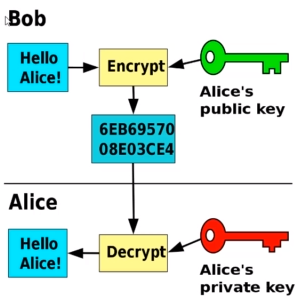 Bob
Hello
Alice!
Encrypt
Alice's
public key
6EB69570
08E03CE4
Alice
Hello
Alice!
Decrypt
Alice's
private key